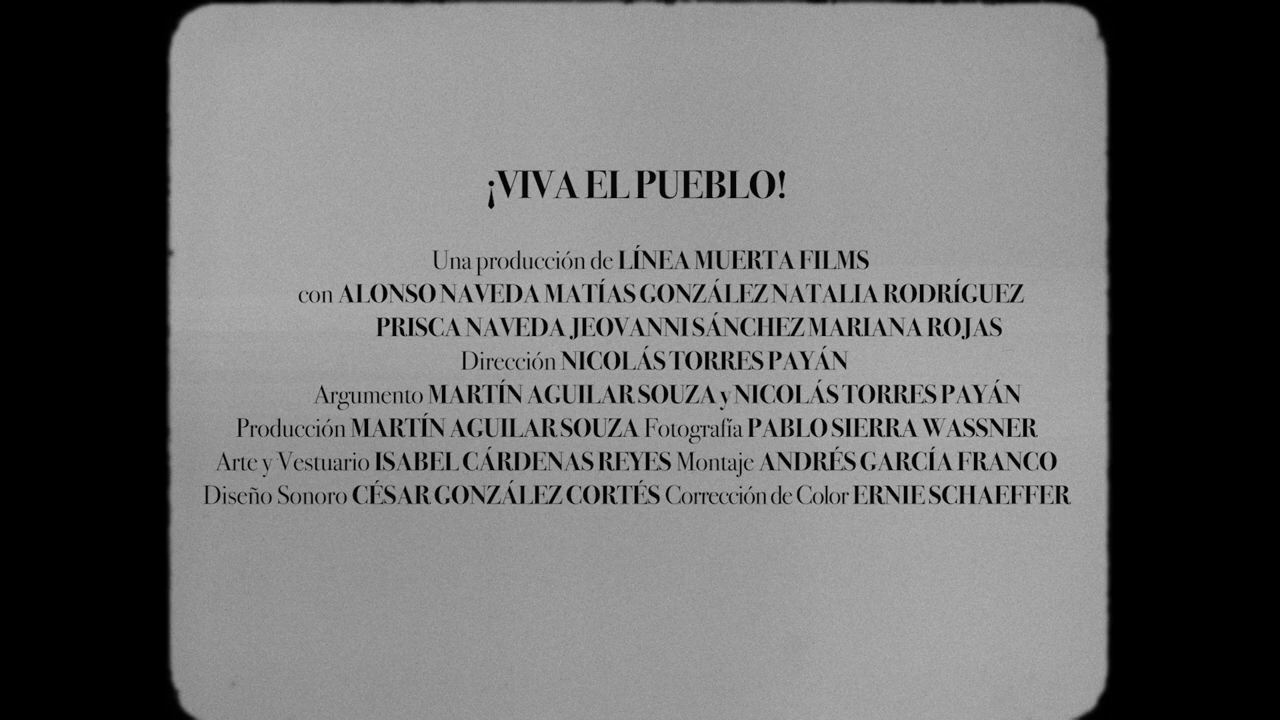 ¡VIVA EL PUEBLO!
Una producción de LÍNEA MUERTA FILMS
con ALONSO NAVEDA MATÍAS GONZÁLEZ NATALIA RODRÍGUEZ
PRISCA NAVEDA JEOVANNI SÁNCHEZ MARIANA ROJAS
Dirección NICOLÁS TORRES PAYÁN
Argumento MARTÍN AGUILAR SOUZA y NICOLÁS TORRES PAYÁN
Producción MARTÍN AGUILAR SOUZA Fotografía PABLO SIERRA WASSNER
Arte y Vestuario ISABEL CÁRDENAS REYES Montaje ANDRÉS GARCÍA FRANCO
Diseño Sonoro CÉSAR GONZÁLEZ CORTÉS Corrección de Color ERNIE SCHAEFFER